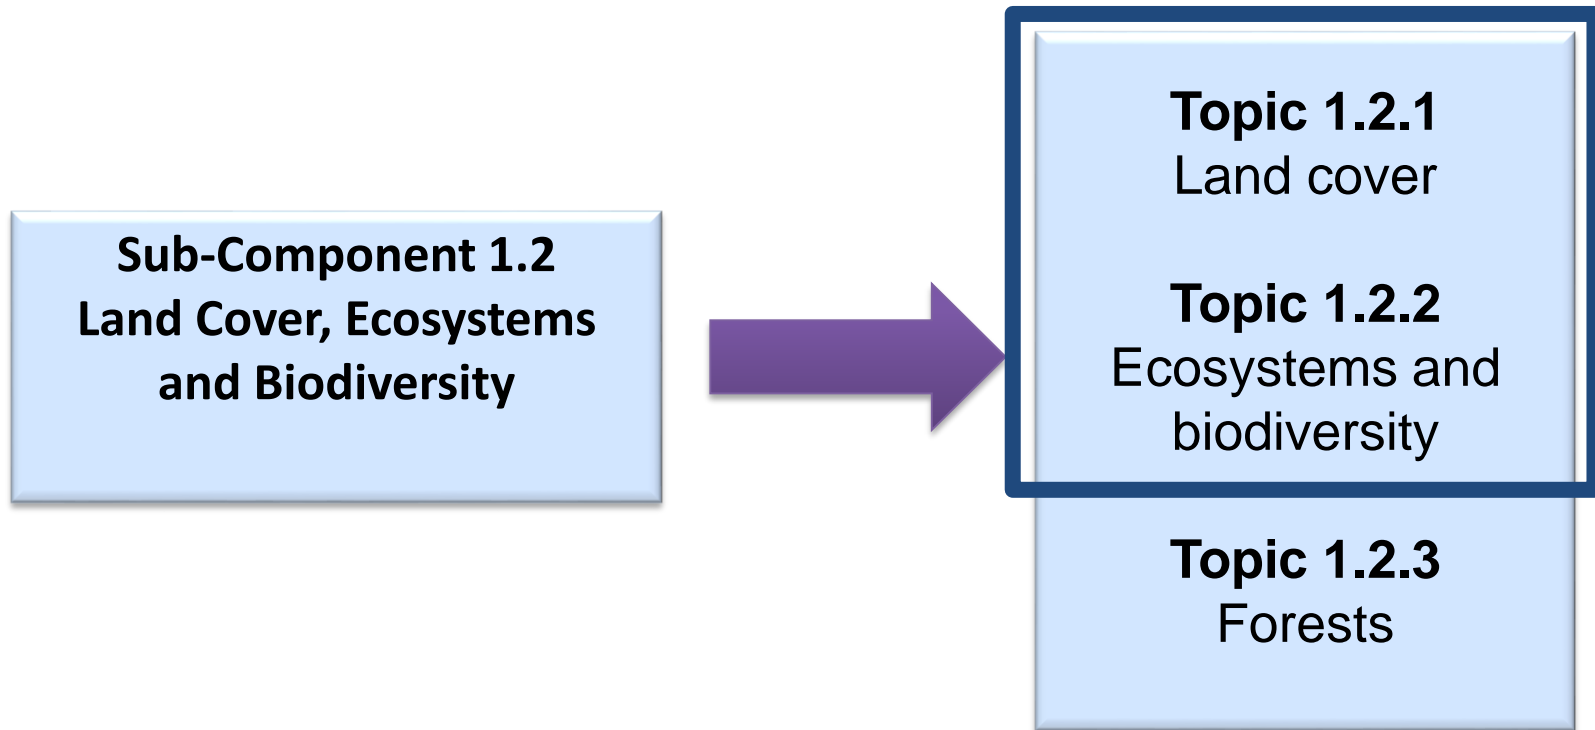 Sub-Component 1.2
Land Cover, Ecosystems
and Biodiversity
Topic 1.2.1
Land cover
Topic 1.2.2
Ecosystems and
biodiversity
Topic 1.2.3
Forests